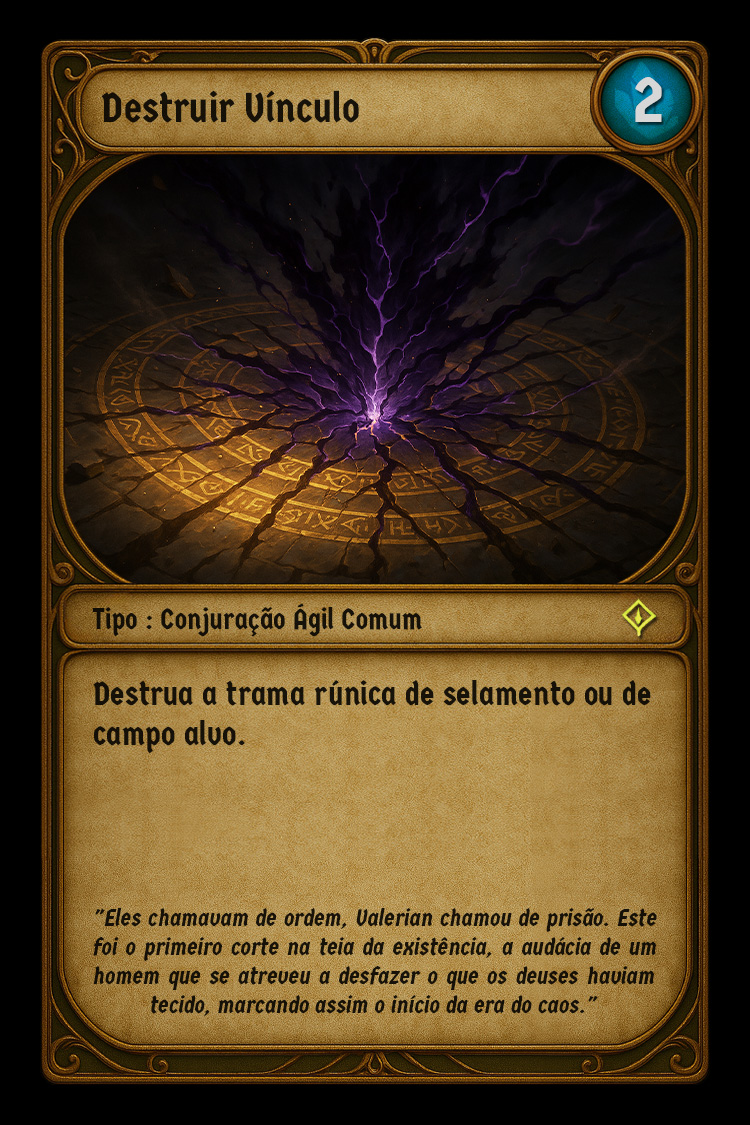 Destruir Vínculo
2
Tipo : Conjuração Ágil Comum
Destrua a trama rúnica de selamento ou de
campo alvo.
"Eles chamavam de ordem, Valerian chamou de prisão. Este
foi o primeiro corte na teia da existência, a audácia de um
homem que se atreveu a desfazer o que os deuses haviam
tecido, marcando assim o início da era do caos."